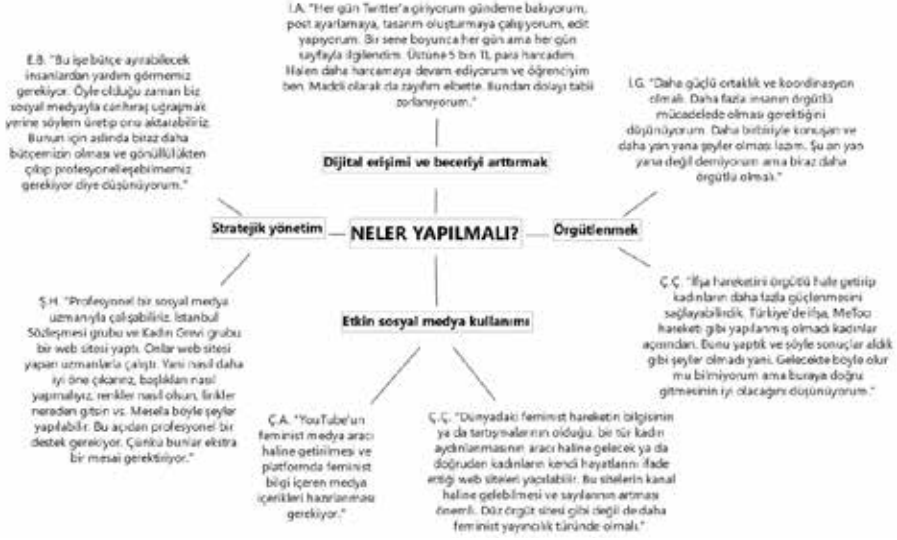 İ.A. "Her gün Twitter'a giriyorum gündeme bakıyorum,
post ayarlamaya, tasarım oluşturmaya çalışıyorum, edit
yapıyorum. Bir sene boyunca her gün ama her gün
sayfayla ilgilendim. Üstüne 5 bin TL para harcadım.
Halen daha harcamaya devam ediyorum ve öğrenciyim
ben. Maddi olarak da zayıfım elbette. Bundan dolayı tabii
zorlanıyorum."
E.B. "Bu işe bütçe ayırabilecek
insanlardan yardım görmemiz
gerekiyor. Öyle olduğu zaman biz
sosyal medyayla canhıraş uğraşmak
yerine söylem üretip onu aktarabiliriz.
Bunun için aslında biraz daha
bütçemizin olması ve gönüllülükten
çıkıp profesyonelleşebilmemiz
gerekiyor diye düşünüyorum."
İ.G. "Daha güçlü ortaklık ve koordinasyon
olmalı. Daha fazla insanın örgütlü
mücadelede olması gerektiğini
düşünüyorum. Daha birbiriyle konuşan ve
daha yan yana şeyler olması lazım. Şu an yan
yana değil demiyorum ama biraz daha
örgütlü olmalı."
Dijital erişimi ve beceriyi arttırmak
Stratejik yönetim
NELER YAPILMALI?
Örgütlenmek
Etkin sosyal medya kullanımı
Ş.H. "Profesyonel bir sosyal medya
uzmanıyla çalışabiliriz. İstanbul
Sözleşmesi grubu ve Kadın Grevi grubu
bir web sitesi yaptı. Onlar web sitesi
yapan uzmanlarla çalıştı. Yani nasıl daha
iyi öne çıkarırız, başlıkları nasıl
yapmalıyız, renkler nasıl olsun, linkler
nereden gitsin vs. Mesela böyle şeyler
yapılabilir. Bu açıdan profesyonel bir
destek gerekiyor. Çünkü bunlar ekstra
bir mesai gerektiriyor."
Ç.A. "YouTube'un
feminist medya aracı
haline getirilmesi ve
platformda feminist
bilgi içeren medya
içerikleri hazırlanması
gerekiyor."
Ç.Ç. "Dünyadaki feminist hareketin bilgisinin
ya da tartışmalarının olduğu, bir tür kadın
aydınlanmasının aracı haline gelecek ya da
doğrudan kadınların kendi hayatlarını ifade
ettiği web siteleri yapılabilir. Bu sitelerin kanal
haline gelebilmesi ve sayılarının artması
önemli. Düz örgüt sitesi gibi değil de daha
feminist yayıncılık türünde olmalı."
Ç.Ç. "İfşa hareketini örgütlü hale getirip
kadınların daha fazla güçlenmesini
sağlayabilirdik. Türkiye'de ifşa, MeToo
hareketi gibi yapılanmış olmadı kadınlar
açısından. Bunu yaptık ve şöyle sonuçlar aldık
gibi şeyler olmadı yani. Gelecekte böyle olur
mu bilmiyorum ama buraya doğru
gitmesinin iyi olacağını düşünüyorum."